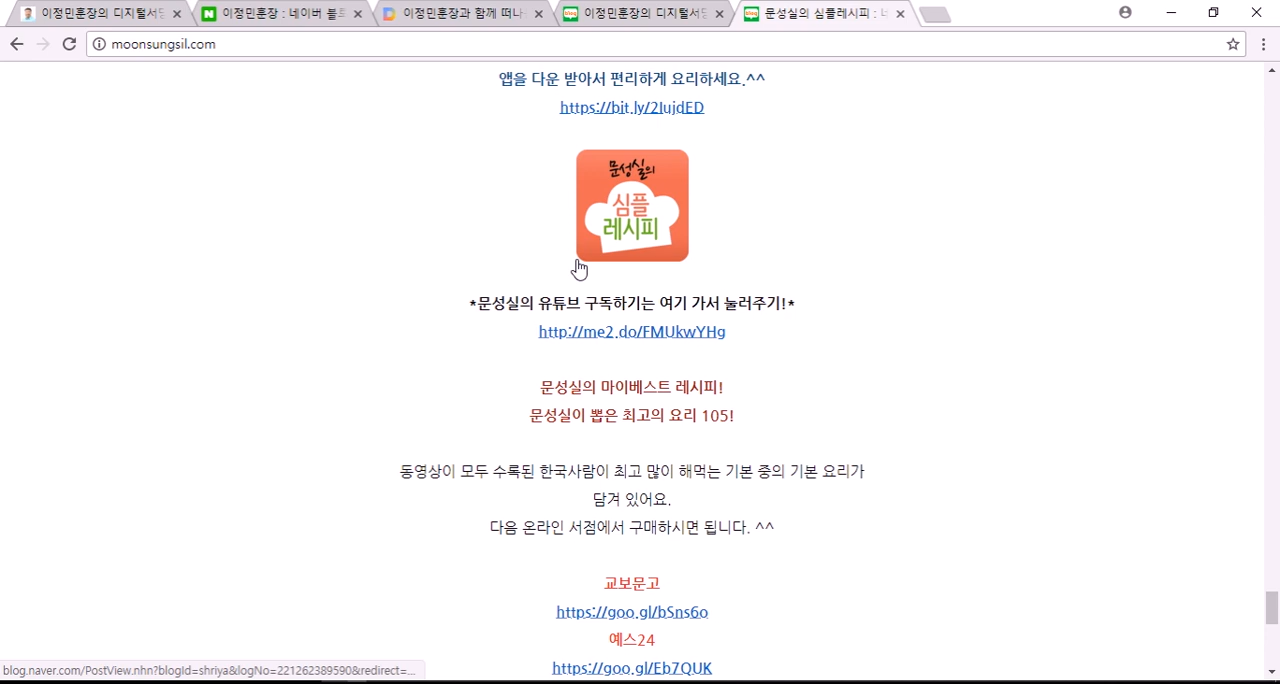 이정민훈장의 디지털서당
이정민훈장 : 네이버 블로
이정민훈장과 함께 떠나
이정민훈장의 디지털서당
문성실의 심플레시피 : 네
moonsungsil.com
앱을 다운 받아서 편리하게 요리하세요.^^
https://bit.ly/2IujdED
문성실의
심플
레시피
*문성실의 유튜브 구독하기는 여기 가서 눌러주기!*
http://me2.do/FMUkwYHg
문성실의 마이베스트 레시피!
문성실이 뽑은 최고의 요리 105!
동영상이 모두 수록된 한국사람이 최고 많이 해먹는 기본 중의 기본 요리가
담겨 있어요.
다음 온라인 서점에서 구매하시면 됩니다. ^^
교보문고
https://goo.gl/bSns6o
예스24
https://goo.gl/Eb7QUK
blog.naver.com/PostView.nhn?blogId=shriya&logNo=221262389590&redirect=...